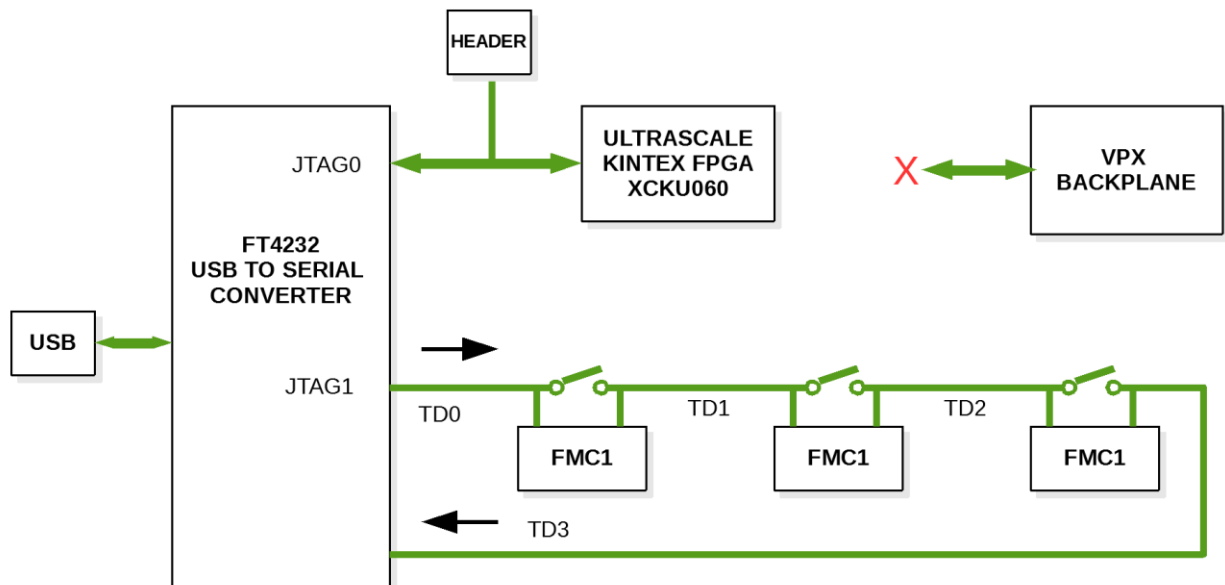 HEADER
JTAG0
ULTRASCALE
KINTEX FPGA
XCKU060
X
VPX
BACKPLANE
FT4232
USB TO SERIAL
CONVERTER
USB
JTAG1
TD0
TD1
TD2
FMC1
FMC1
FMC1
TD3